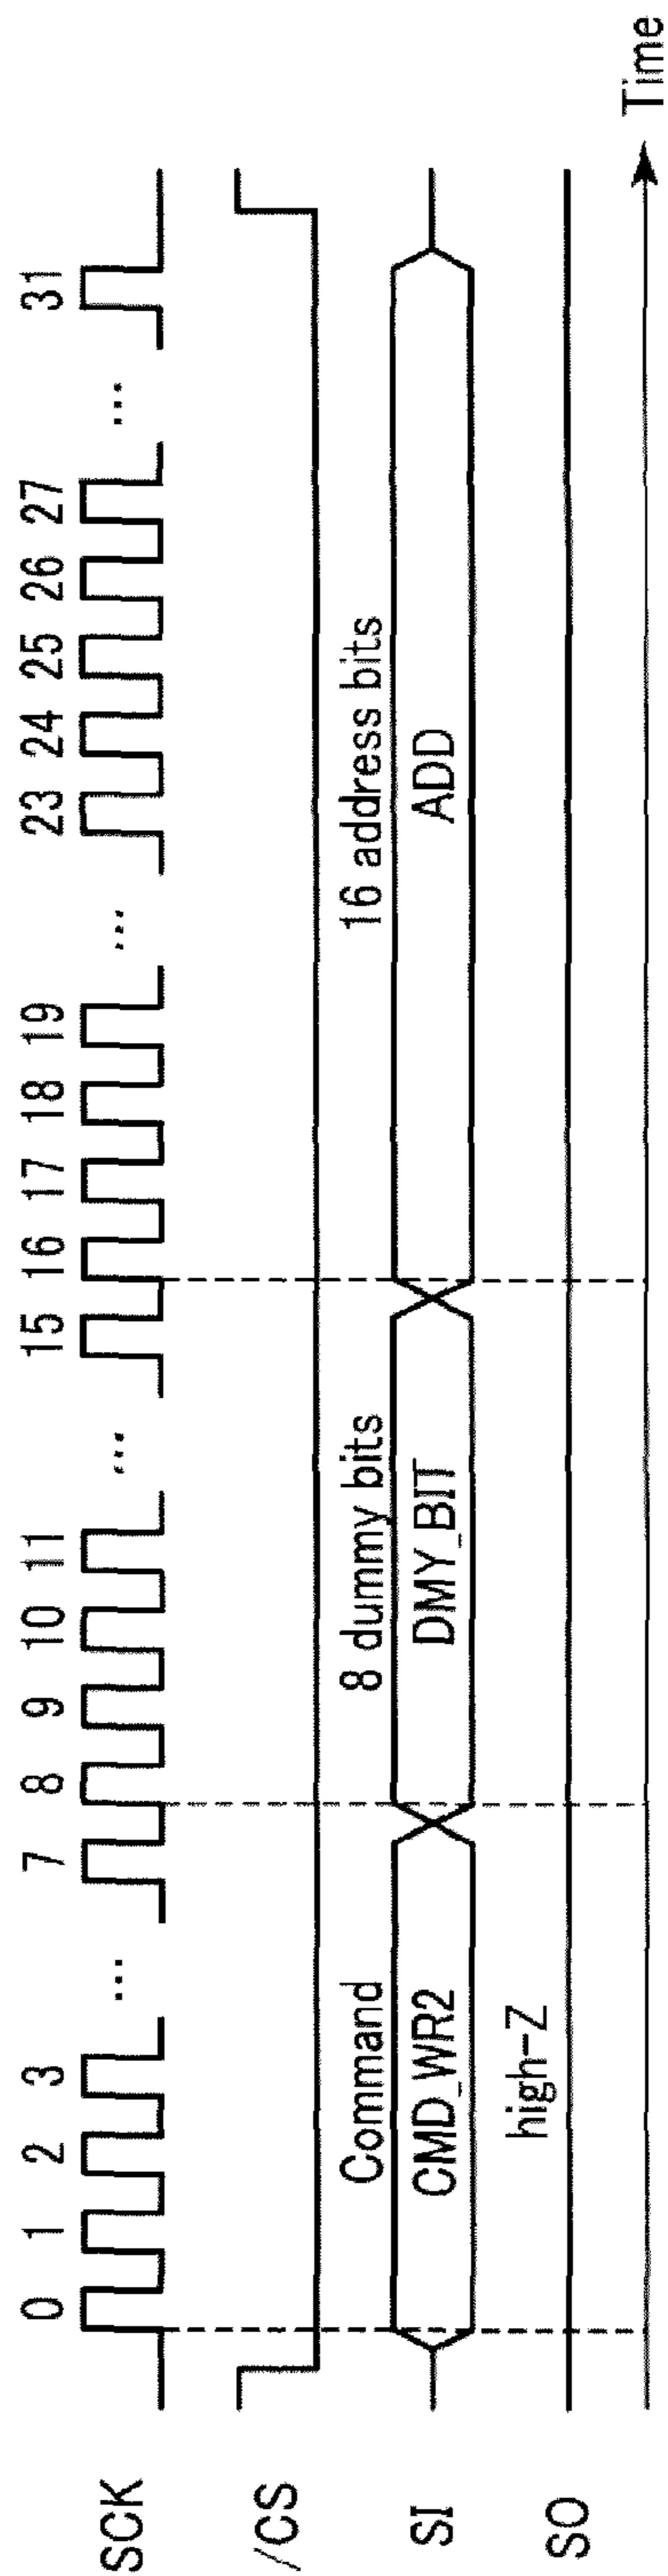 0 1 2 3 ... 7 8 9 10 11 ... 15 16 17 18 19 ... 23 24 25 26 27 ... 31
SCK
/CS
Command 8 dummy bits 16 address bits
SI CMD_WR2 DMY_BIT ADD
high-Z
SO
Time